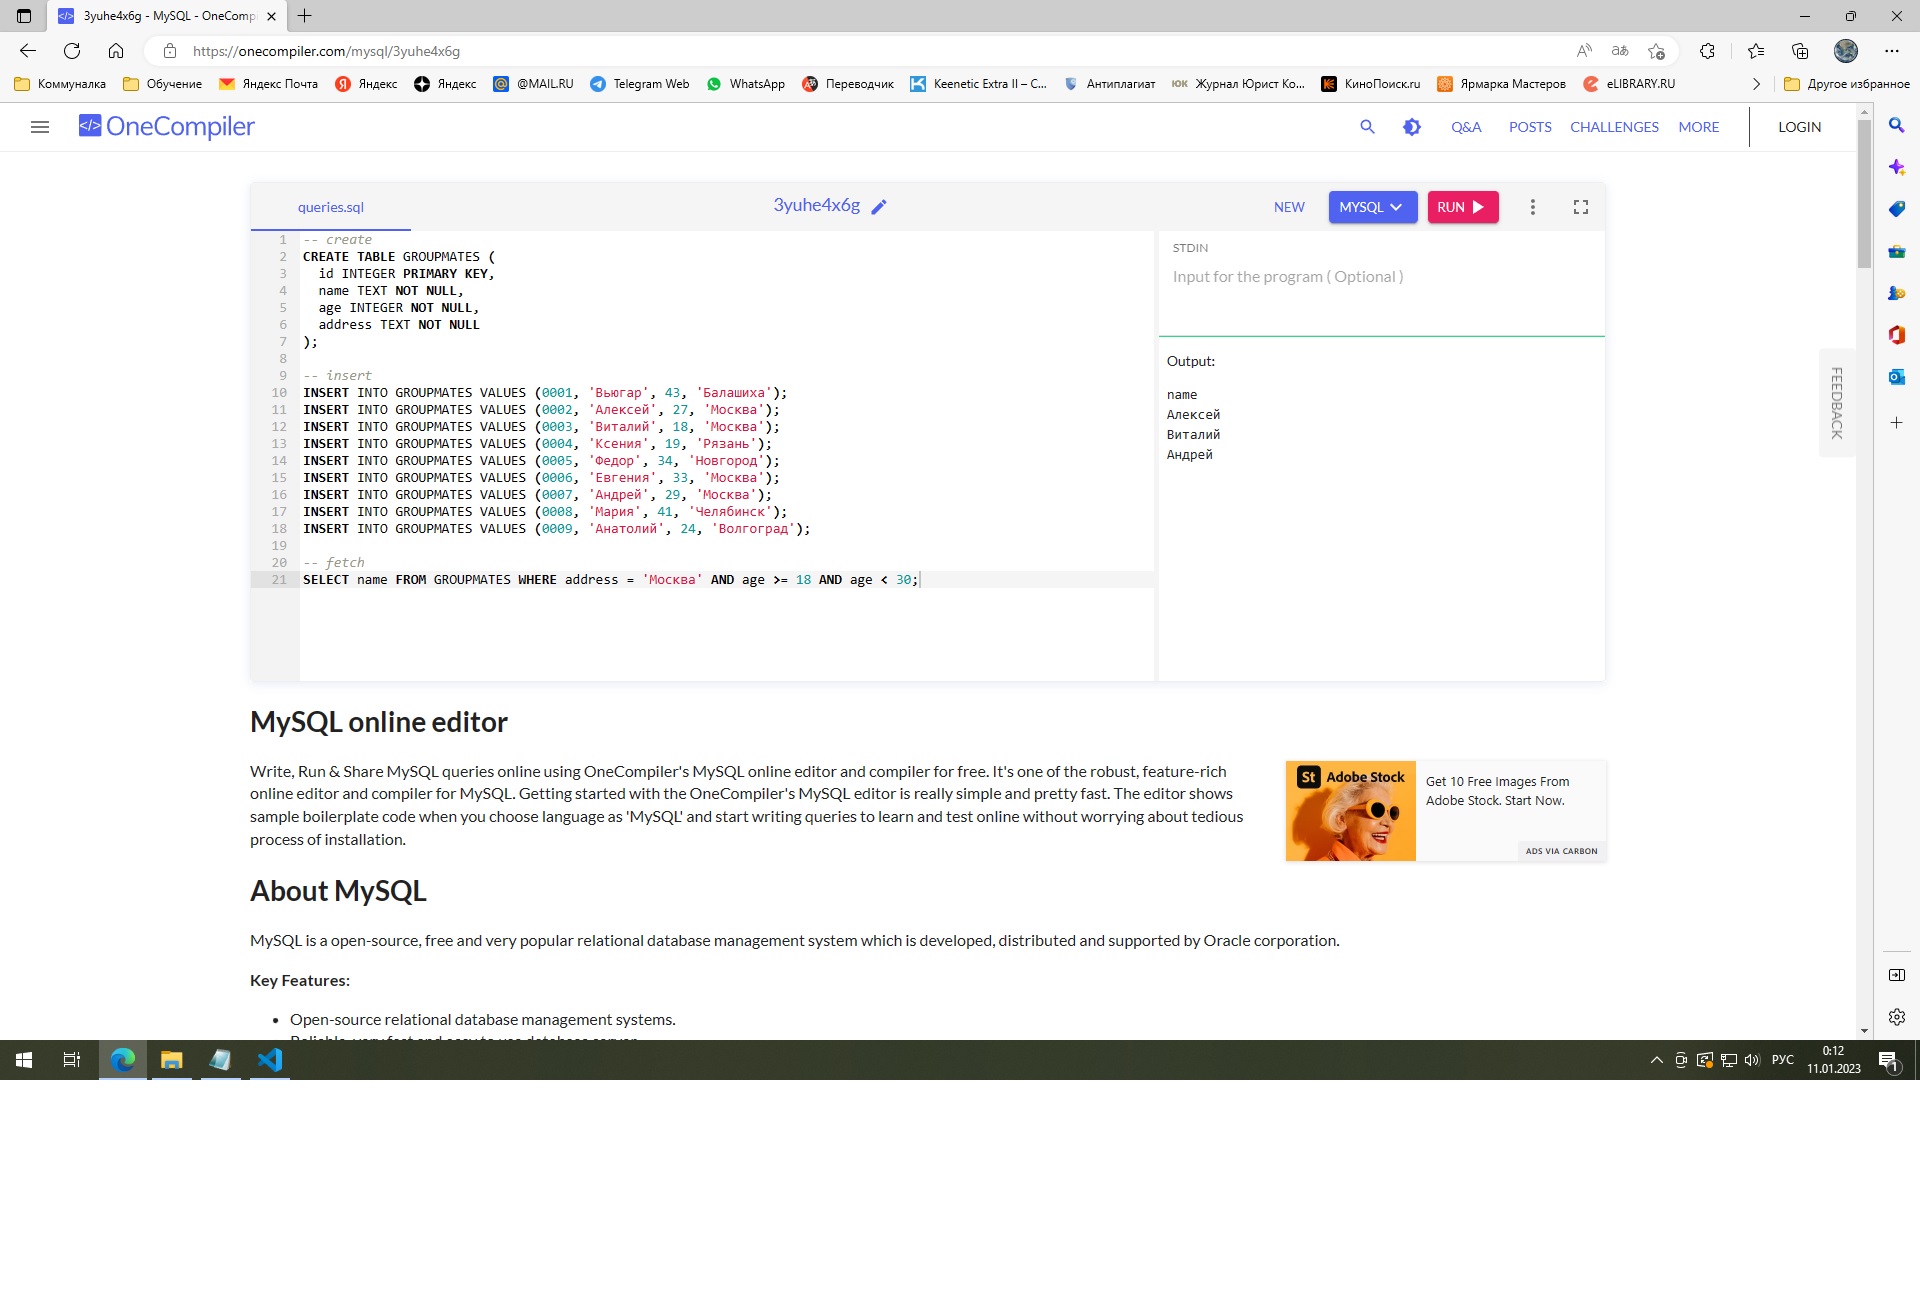 3yuhe4x6g - MySQL - OneComp
https://onecompiler.com/mysql/3yuhe4x6g
Коммуналка Обучение Яндекс Почта Яндекс Яндекс @MAIL.RU Telegram Web WhatsApp Переводчик Keenetic Extra II – С... Антиплагиат ЮК Журнал Юрист Ко... КиноПоиск.ru Ярмарка Мастеров eLIBRARY.RU Другое избранное
OneCompiler Q&A POSTS CHALLENGES MORE LOGIN
queries.sql 3yuhe4x6g NEW MYSQL RUN
1 -- create
2 CREATE TABLE GROUPMATES (
3 id INTEGER PRIMARY KEY,
4 name TEXT NOT NULL,
5 age INTEGER NOT NULL,
6 address TEXT NOT NULL
7 );
8
9 -- insert
10 INSERT INTO GROUPMATES VALUES (0001, 'Вьюгар', 43, 'Балашиха');
11 INSERT INTO GROUPMATES VALUES (0002, 'Алексей', 27, 'Москва');
12 INSERT INTO GROUPMATES VALUES (0003, 'Виталий', 18, 'Москва');
13 INSERT INTO GROUPMATES VALUES (0004, 'Ксения', 19, 'Рязань');
14 INSERT INTO GROUPMATES VALUES (0005, 'Федор', 34, 'Новгород');
15 INSERT INTO GROUPMATES VALUES (0006, 'Евгения', 33, 'Москва');
16 INSERT INTO GROUPMATES VALUES (0007, 'Андрей', 29, 'Москва');
17 INSERT INTO GROUPMATES VALUES (0008, 'Мария', 41, 'Челябинск');
18 INSERT INTO GROUPMATES VALUES (0009, 'Анатолий', 24, 'Волгоград');
19
20 -- fetch
21 SELECT name FROM GROUPMATES WHERE address = 'Москва' AND age >= 18 AND age < 30;
STDIN
Input for the program ( Optional )
Output:
name
Алексей
Виталий
Андрей
FEEDBACK
MySQL online editor
Write, Run & Share MySQL queries online using OneCompiler's MySQL online editor and compiler for free. It's one of the robust, feature-rich
online editor and compiler for MySQL. Getting started with the OneCompiler's MySQL editor is really simple and pretty fast. The editor shows
sample boilerplate code when you choose language as 'MySQL' and start writing queries to learn and test online without worrying about tedious
process of installation.
St Adobe Stock
Get 10 Free Images From
Adobe Stock. Start Now.
ADS VIA CARBON
About MySQL
MySQL is a open-source, free and very popular relational database management system which is developed, distributed and supported by Oracle corporation.
Key Features:
• Open-source relational database management systems.
• Reliable, very fast and easy to use database server.
РУС 0:12
11.01.2023 1